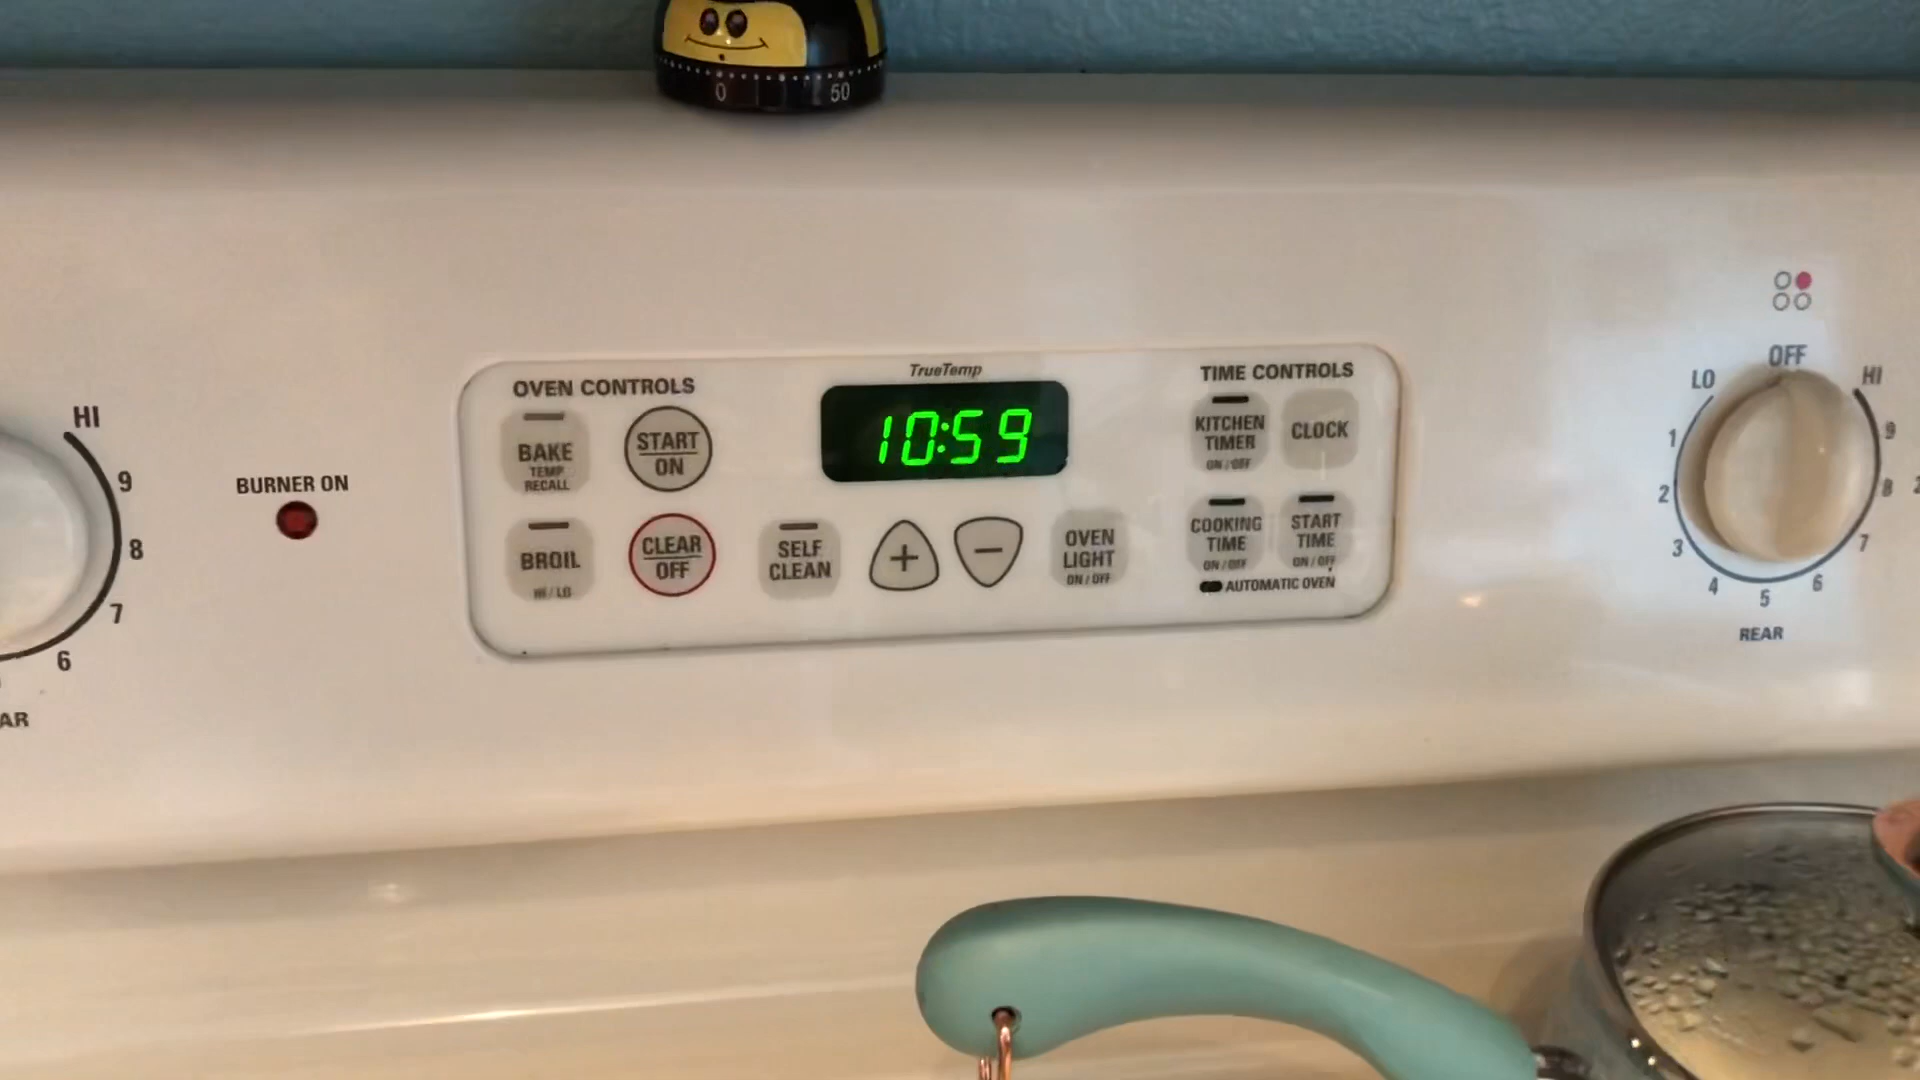 0 50
HI
9
8
7
6
AR
BURNER ON
OVEN CONTROLS
BAKE
TEMP
RECALL
START
ON
BROIL
HI / LO
CLEAR
OFF
SELF
CLEAN
TrueTemp
10:59
+
−
OVEN
LIGHT
ON / OFF
TIME CONTROLS
KITCHEN
TIMER
ON / OFF
CLOCK
COOKING
TIME
ON / OFF
START
TIME
ON / OFF
AUTOMATIC OVEN
OFF
LO
HI
1
2
3
4
5
6
7
8
9
REAR